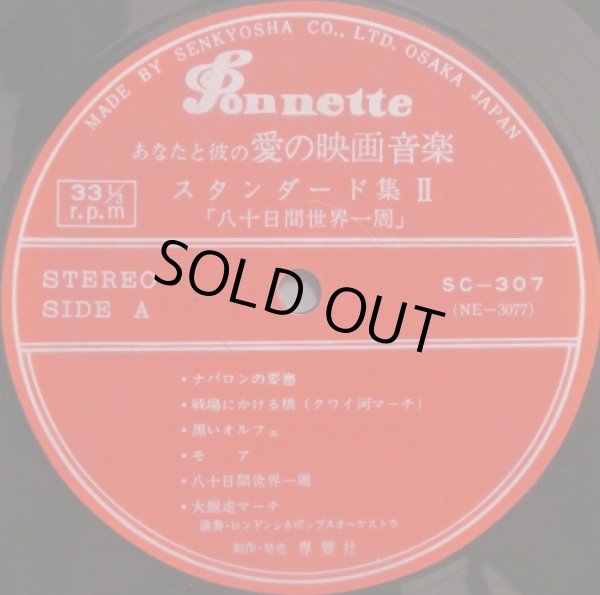 MADE BY SENKYOSHA CO., LTD. OSAKA JAPAN
Ponnette
あなたと彼の愛の映画音楽
スタンダード集 II
「八十日間世界一周」
33 1/3
r.p.m
STEREO
SIDE A
SC-307
(NE-3077)
SOLD OUT
・ナバロンの要塞
・戦場にかける橋(クワイ河マーチ)
・黒いオルフェ
・モ ア
・八十日間世界一周
・大脱走マーチ
演奏・ロンドンシネポップスオーケストラ
制作・発売 専響社